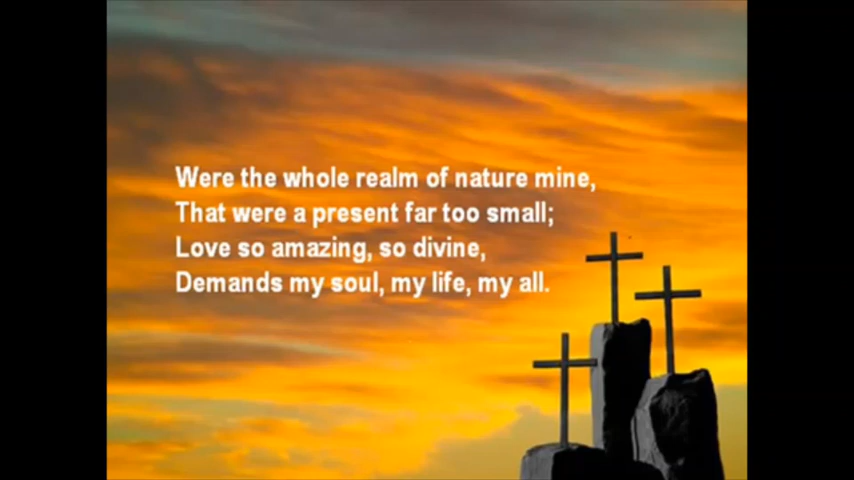 Were the whole realm of nature mine,
That were a present far too small;
Love so amazing, so divine,
Demands my soul, my life, my all.